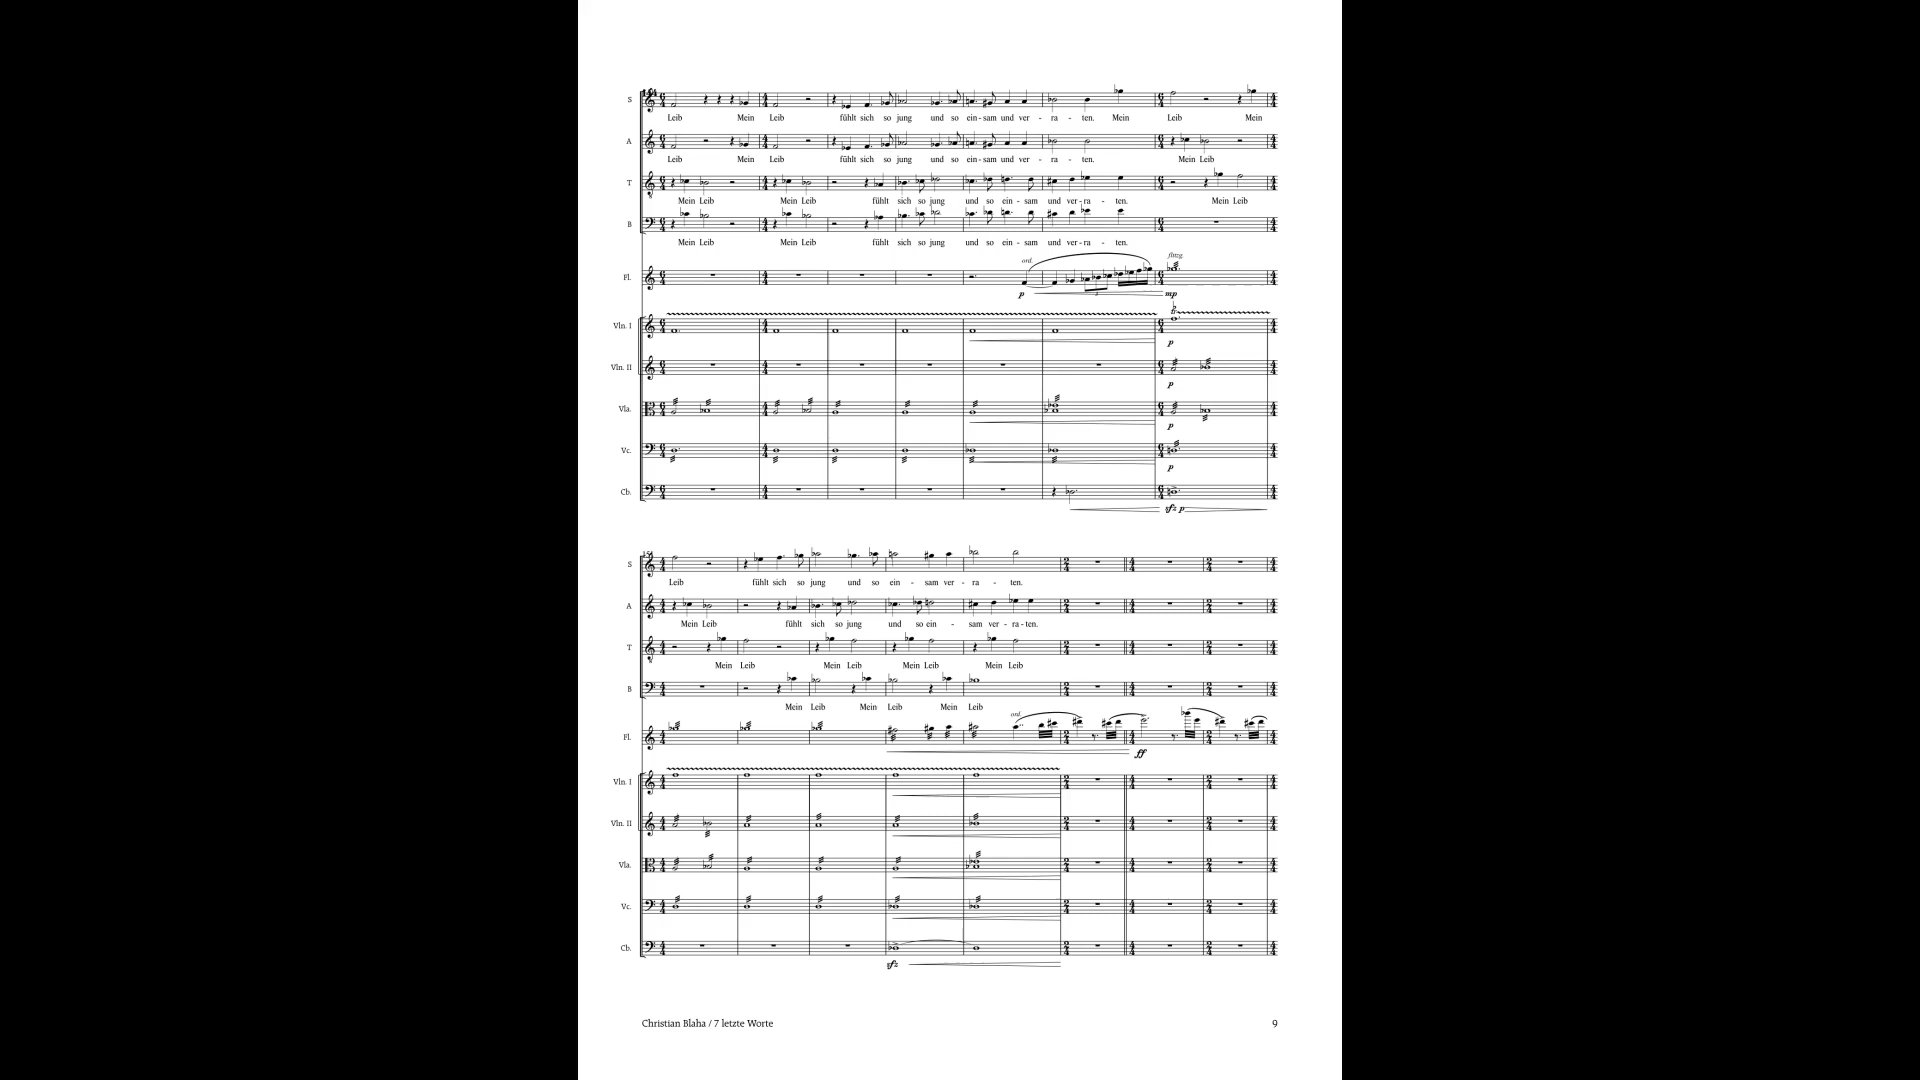 S
Leib Mein Leib fühlt sich so jung und so ein - sam und ver - ra - ten. Mein Leib Mein
A
Leib Mein Leib fühlt sich so jung und so ein - sam und ver - ra - ten. Mein Leib
T
Mein Leib Mein Leib fühlt sich so jung und so ein - sam und ver - ra - ten. Mein Leib
B
Mein Leib Mein Leib fühlt sich so jung und so ein - sam und ver - ra - ten.
ord. flatzg.
Fl.
p 3 mp
Vln. I
p
Vln. II
p
Vla.
p
Vc.
p
Cb.
sfz p
S
Leib fühlt sich so jung und so ein - sam ver - ra - ten.
A
Mein Leib fühlt sich so jung und so ein - sam ver - ra - ten.
T
Mein Leib Mein Leib Mein Leib Mein Leib
B
Mein Leib Mein Leib Mein Leib
ord.
Fl.
ff
Vln. I
Vln. II
Vla.
Vc.
Cb.
sfz
Christian Blaha / 7 letzte Worte 9